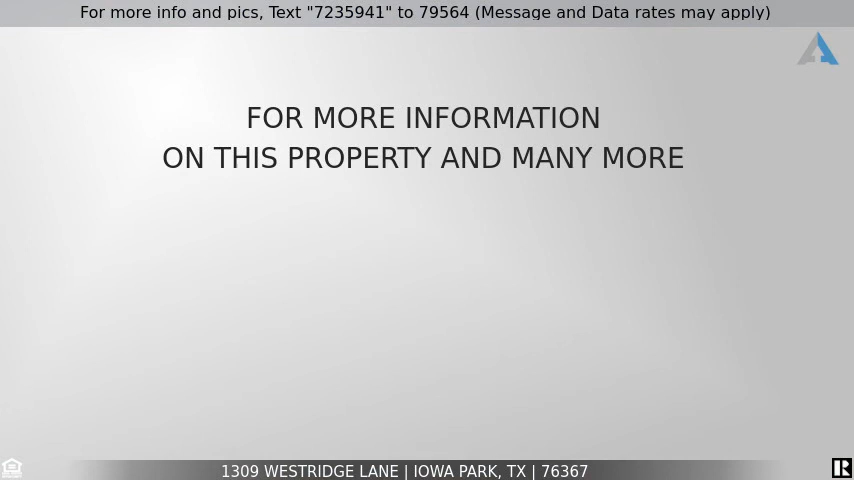 For more info and pics, Text "7235941" to 79564 (Message and Data rates may apply)
FOR MORE INFORMATION
ON THIS PROPERTY AND MANY MORE
1309 WESTRIDGE LANE | IOWA PARK, TX | 76367